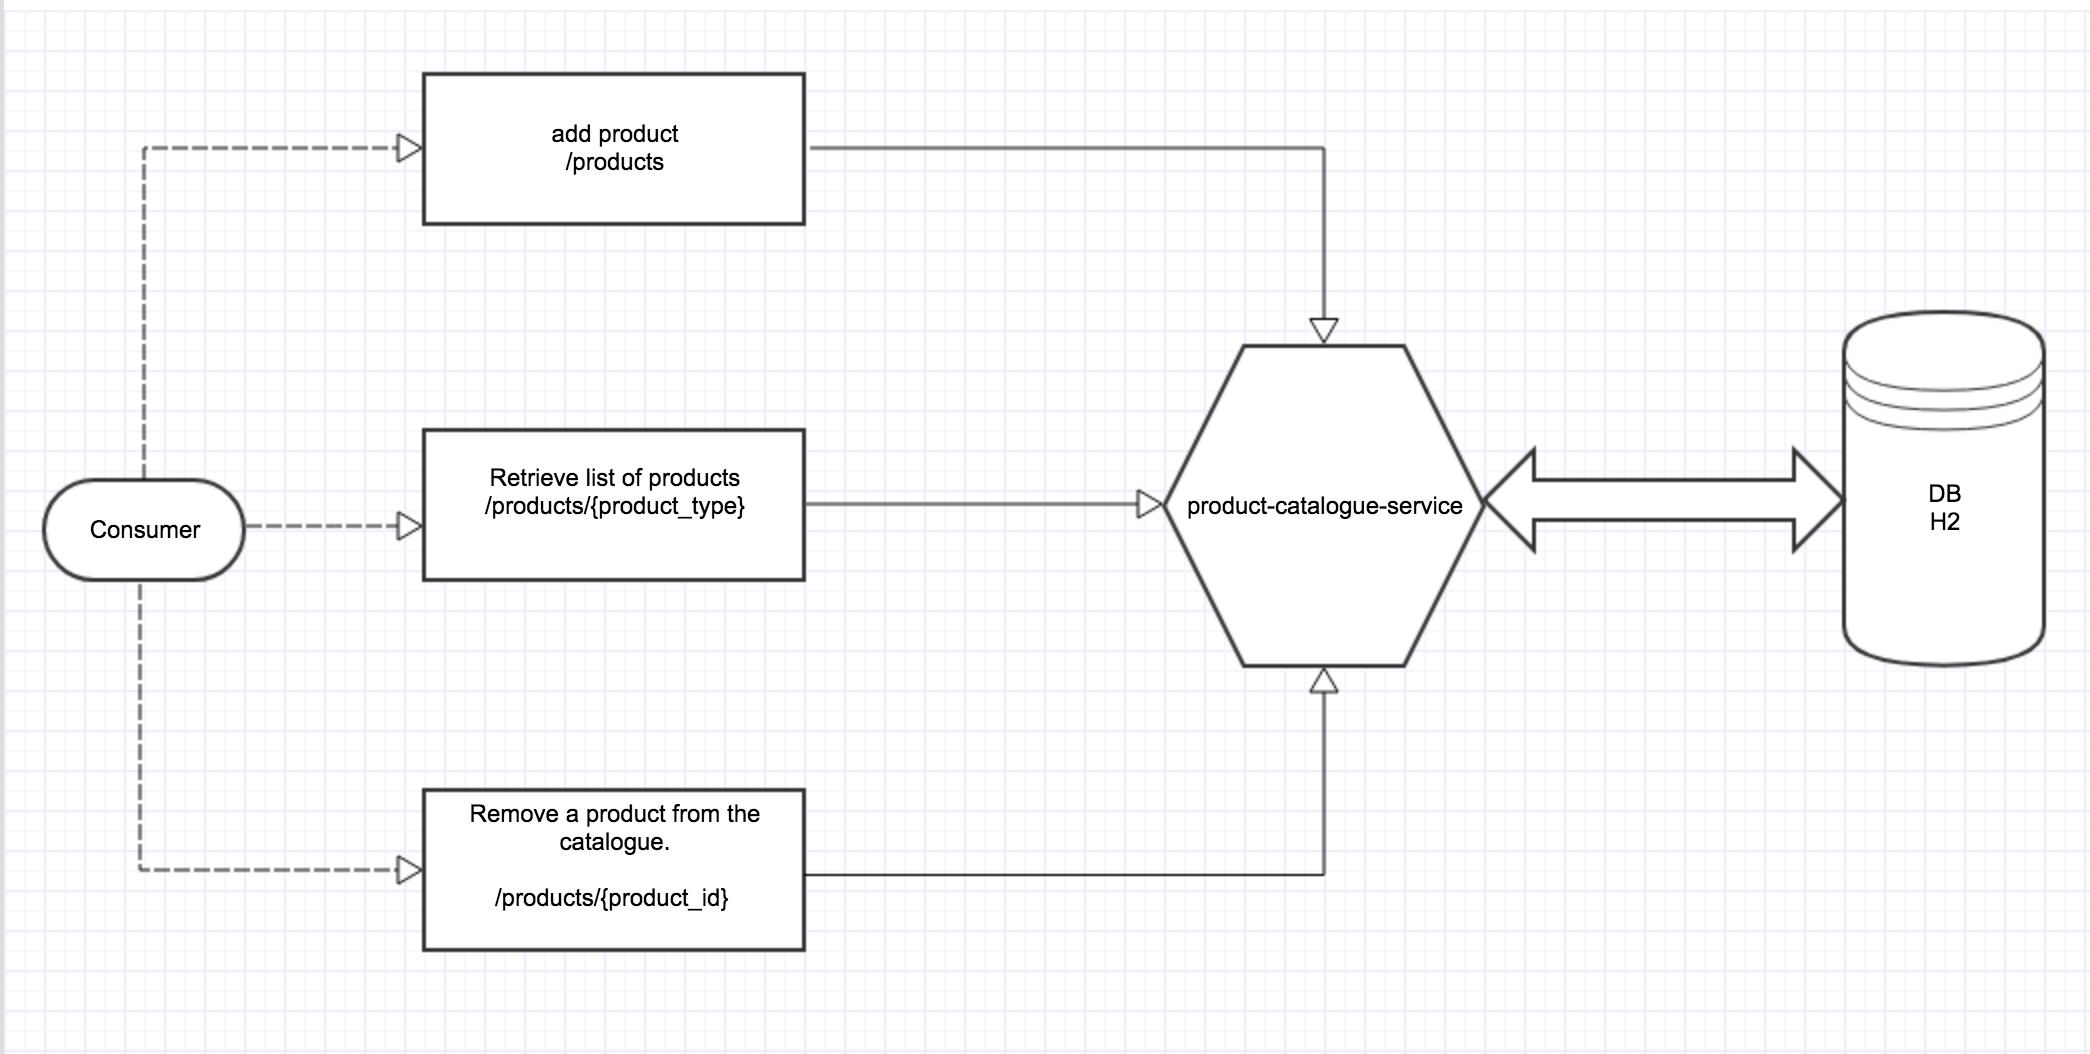 add product
/products
Retrieve list of products
/products/{product_type}
Consumer
product-catalogue-service
DB
H2
Remove a product from the
catalogue.
/products/{product_id}